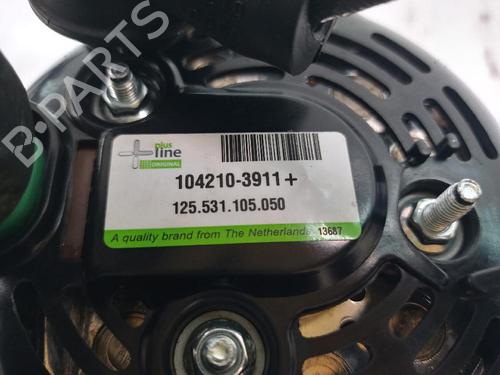 B-PARTS
plus
line
ORIGINAL
104210-3911+
125.531.105.050
A quality brand from The Netherlands 13687